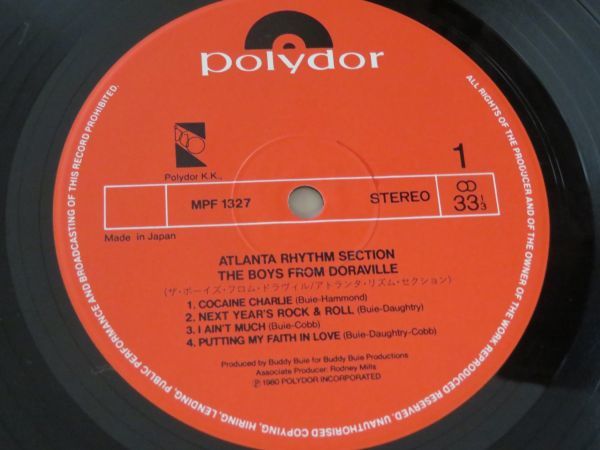 polydor
Polydor K.K.,
1
MPF 1327
STEREO
33 1/3
Made in Japan
ATLANTA RHYTHM SECTION
THE BOYS FROM DORAVILLE
(ザ・ボーイズ・フロム・ドラヴィル/アトランタ・リズム・セクション)
1. COCAINE CHARLIE (Buie-Hammond)
2. NEXT YEAR'S ROCK & ROLL (Buie-Daughtry)
3. I AIN'T MUCH (Buie-Cobb)
4. PUTTING MY FAITH IN LOVE (Buie-Daughtry-Cobb)
Produced by Buddy Buie for Buddy Buie Productions
Associate Producer: Rodney Mills
Ⓟ 1980 POLYDOR INCORPORATED
ALL RIGHTS OF THE PRODUCER AND OF THE OWNER OF THE WORK REPRODUCED RESERVED. UNAUTHORISED COPYING, HIRING, LENDING, PUBLIC PERFORMANCE AND BROADCASTING OF THIS RECORD PROHIBITED.